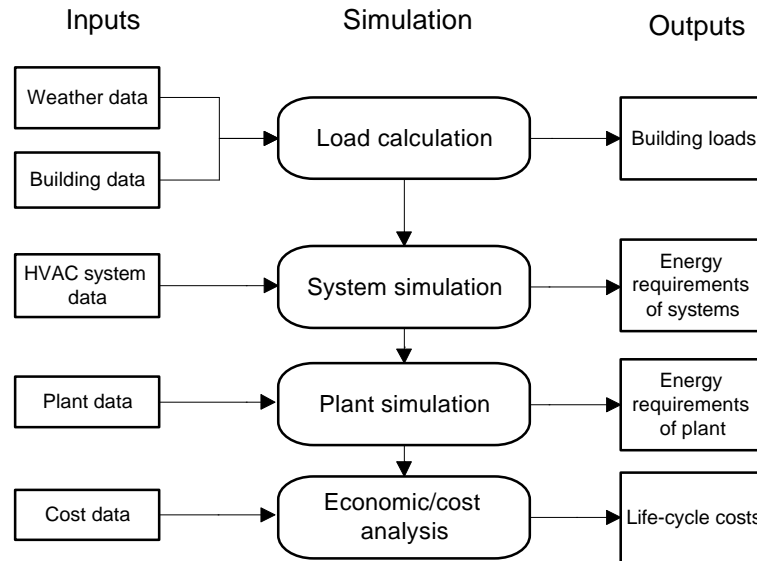 Inputs
Simulation
Outputs
Weather data
Building data
Load calculation
Building loads
HVAC system
data
System simulation
Energy
requirements
of systems
Plant data
Plant simulation
Energy
requirements
of plant
Cost data
Economic/cost
analysis
Life-cycle costs